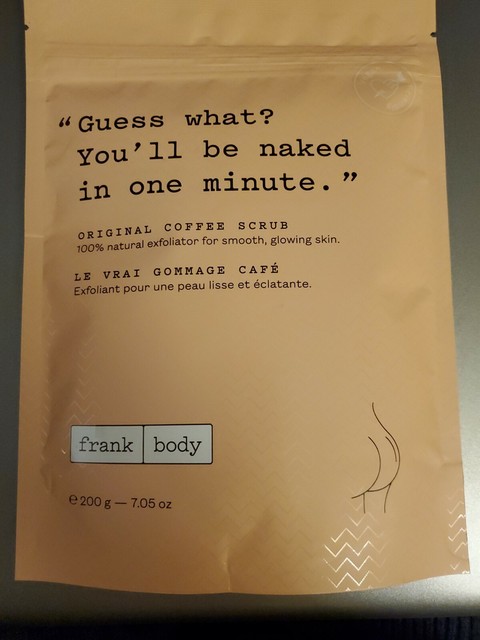 “Guess what?
You’ll be naked
in one minute.”
ORIGINAL COFFEE SCRUB
100% natural exfoliator for smooth, glowing skin.
LE VRAI GOMMAGE CAFÉ
Exfoliant pour une peau lisse et éclatante.
frank body
℮ 200 g — 7.05 oz